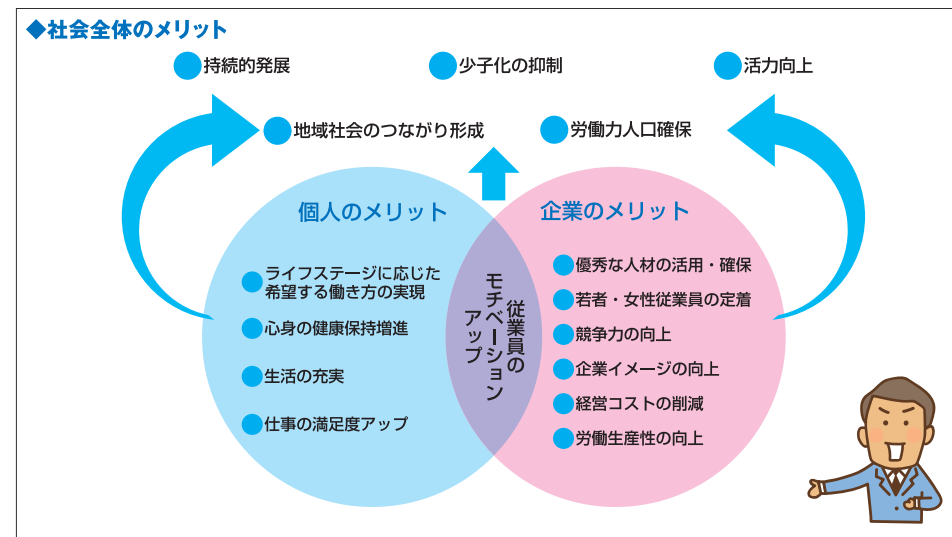 ◆社会全体のメリット
●持続的発展
●少子化の抑制
●活力向上
●地域社会のつながり形成
●労働力人口確保
個人のメリット
●ライフステージに応じた
希望する働き方の実現
●心身の健康保持増進
●生活の充実
●仕事の満足度アップ
従業員の
モチベーション
アップ
企業のメリット
●優秀な人材の活用・確保
●若者・女性従業員の定着
●競争力の向上
●企業イメージの向上
●経営コストの削減
●労働生産性の向上